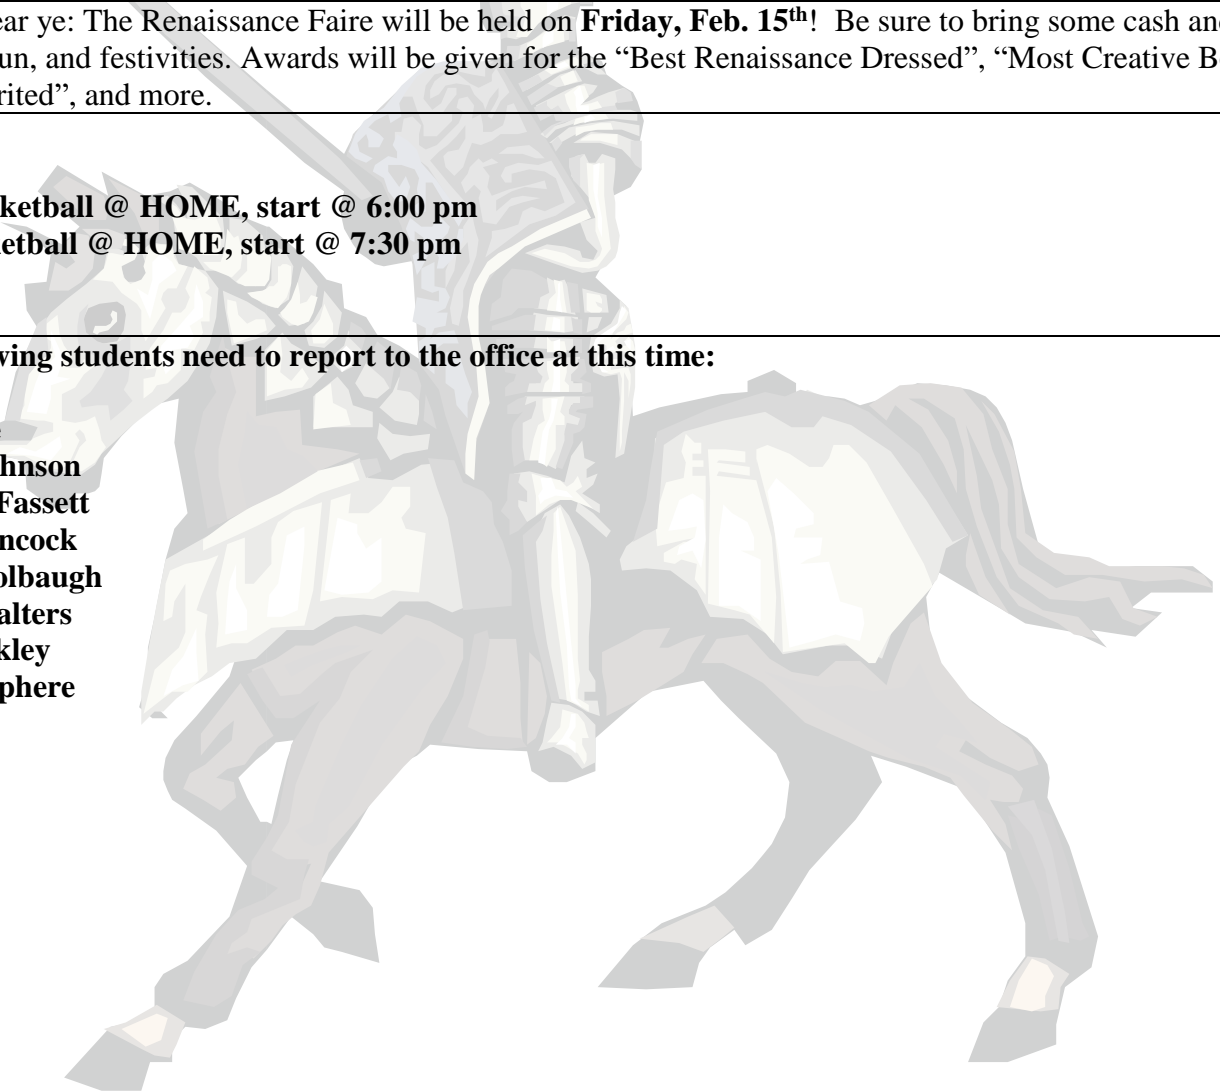 ear ye: The Renaissance Faire will be held on Friday, Feb. 15th! Be sure to bring some cash and
un, and festivities. Awards will be given for the “Best Renaissance Dressed”, “Most Creative B
rited”, and more.
ketball @ HOME, start @ 6:00 pm
etball @ HOME, start @ 7:30 pm
wing students need to report to the office at this time:
e
hnson
Fassett
ncock
olbaugh
alters
kley
phere